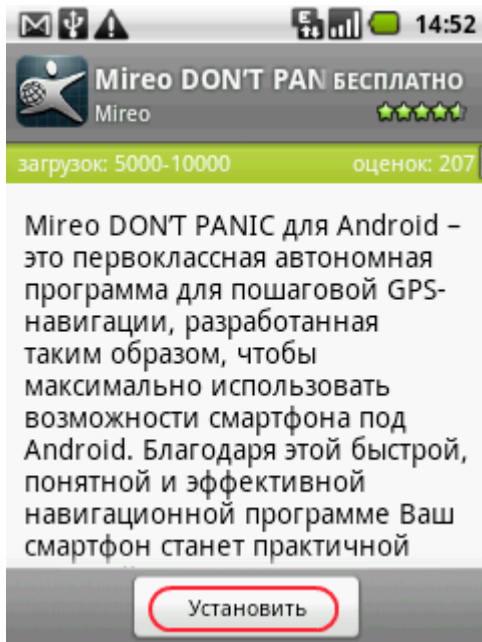 14:52
Mireo DON'T PAN БЕСПЛАТНО
Mireo
загрузок: 5000-10000 оценок: 207
Mireo DON'T PANIC для Android –
это первоклассная автономная
программа для пошаговой GPS-
навигации, разработанная
таким образом, чтобы
максимально использовать
возможности смартфона под
Android. Благодаря этой быстрой,
понятной и эффективной
навигационной программе Ваш
смартфон станет практичной
Установить